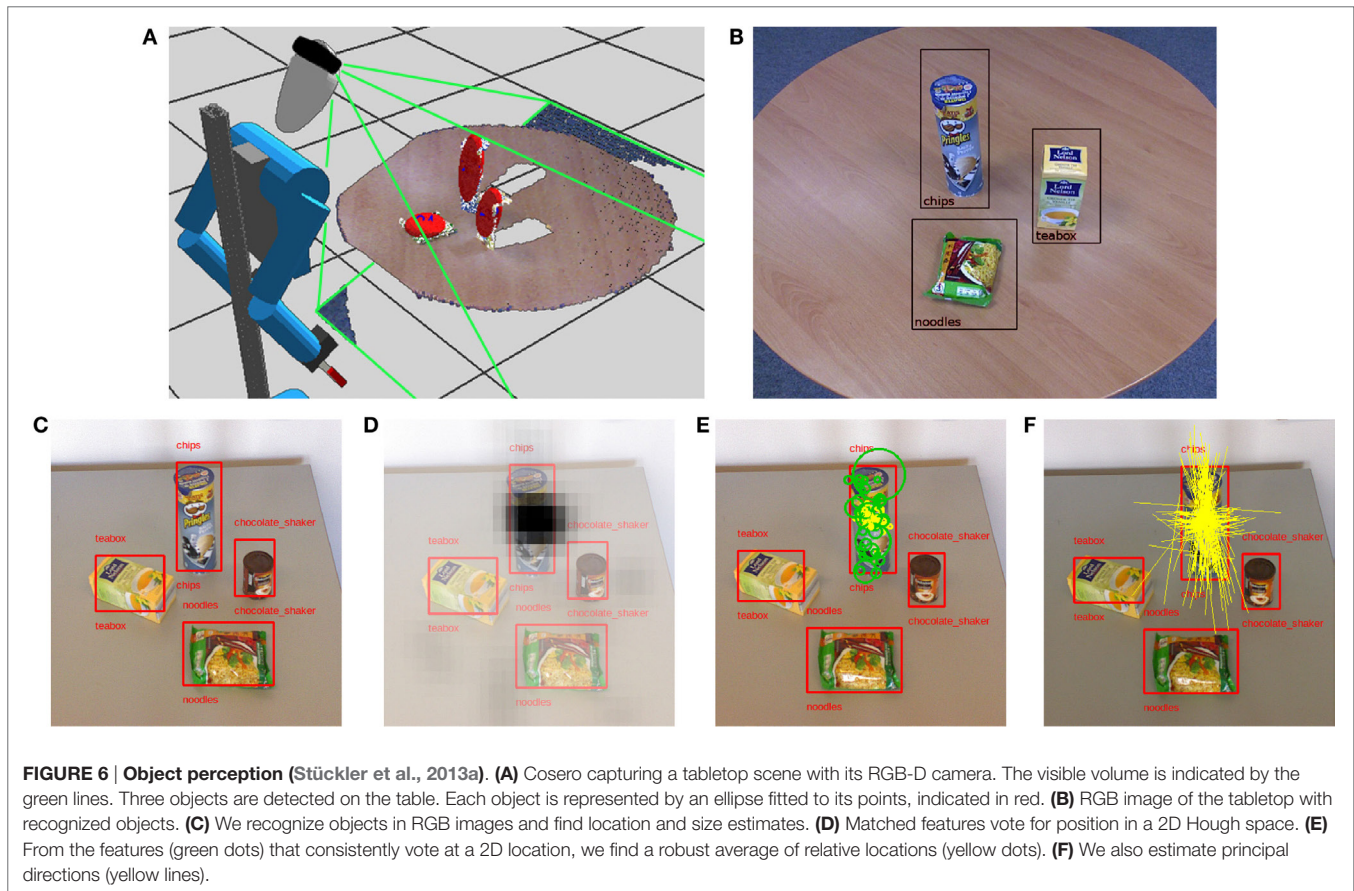 A
B
Pringles
chips
Lord
Nelson
Lord
Nelson
teabox
noodles
C
D
E
F
chips
Pringles
teabox
chocolate_shaker
chips
teabox
noodles
chocolate_shaker
noodles
chips
chocolate_shaker
teabox
chips
teabox
noodles
chocolate_shaker
noodles
chips
chocolate_shaker
teabox
chips
teabox
noodles
chocolate_shaker
noodles
chips
chocolate_shaker
teabox
chips
teabox
noodles
chocolate_shaker
noodles
FIGURE 6 | Object perception (Stückler et al., 2013a). (A) Cosero capturing a tabletop scene with its RGB-D camera. The visible volume is indicated by the
green lines. Three objects are detected on the table. Each object is represented by an ellipse fitted to its points, indicated in red. (B) RGB image of the tabletop with
recognized objects. (C) We recognize objects in RGB images and find location and size estimates. (D) Matched features vote for position in a 2D Hough space. (E)
From the features (green dots) that consistently vote at a 2D location, we find a robust average of relative locations (yellow dots). (F) We also estimate principal
directions (yellow lines).